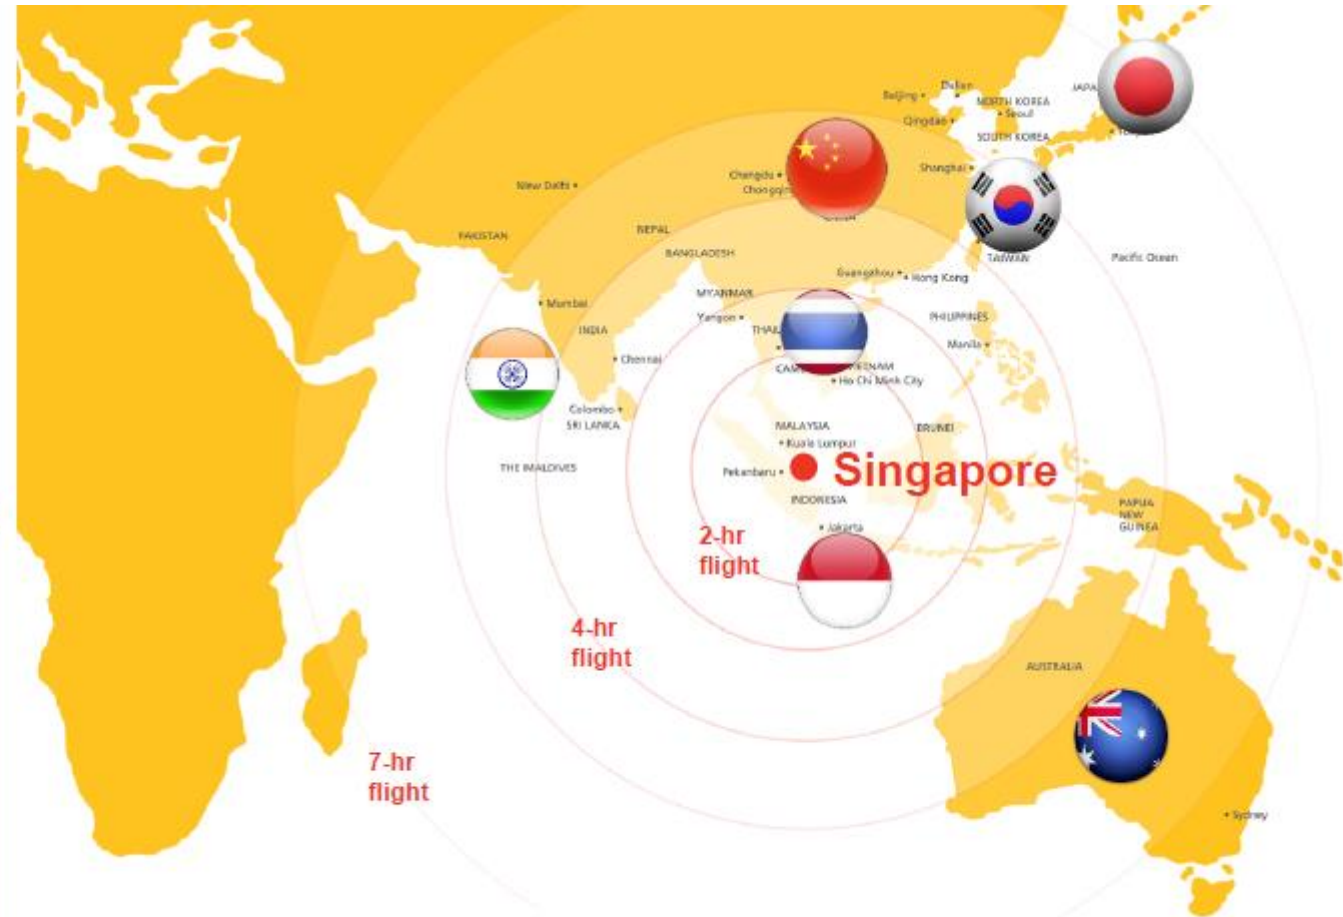 Dalian
Beijing
NORTH KOREA
Seoul
Qingdao
SOUTH KOREA
Shanghai
Chengdu
New Delhi
NEPAL
PAKISTAN
BANGLADESH
TAIWAN
Pacific Ocean
Guangzhou
Hong Kong
MYANMAR
Mumbai
Yangon
PHILIPPINES
INDIA
Manila
Chennai
Ho Chi Minh City
Colombo
SRI LANKA
MALAYSIA
BRUNEI
Kuala Lumpur
THE MALDIVES
Pekanbaru
Singapore
INDONESIA
PAPUA
NEW
GUINEA
Jakarta
2-hr
flight
4-hr
flight
AUSTRALIA
7-hr
flight
Sydney